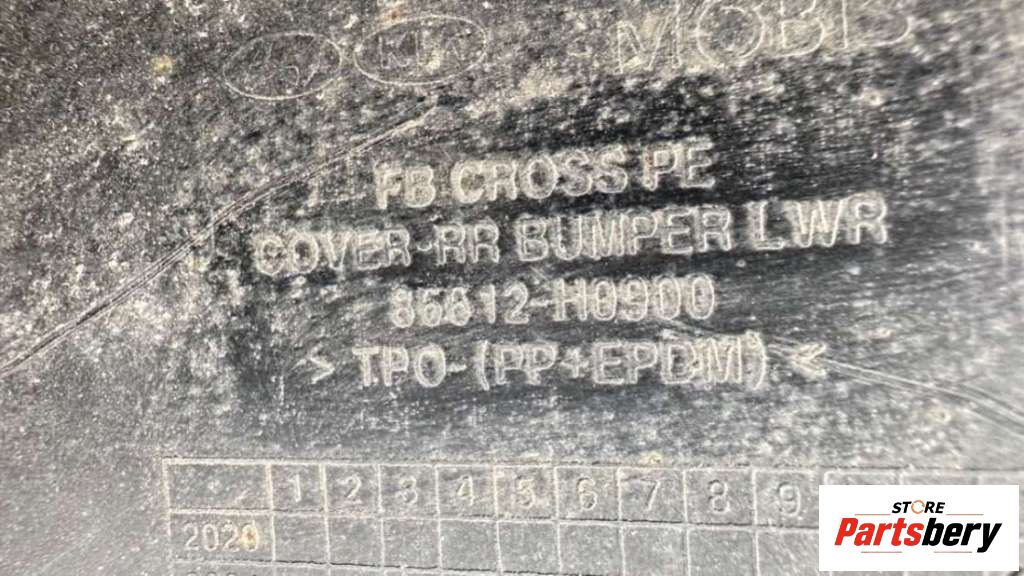 KIA MOBIS
FB CROSS PE
COVER-RR BUMPER LWR
86612-H0900
> TPO-(PP+EPDM) <
1 2 3 4 5 6 7 8 9
2020
STORE
Partsbery